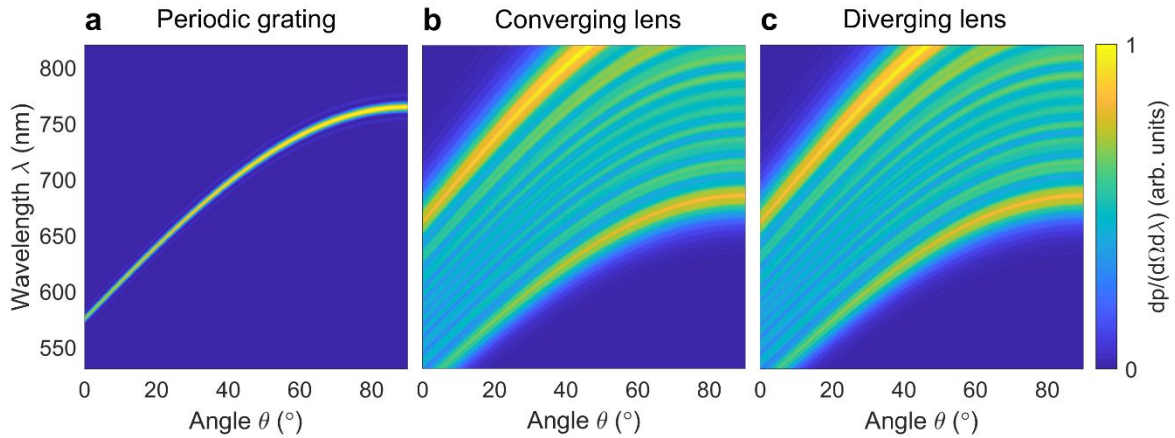 a Periodic grating
b Converging lens
c Diverging lens
Wavelength λ (nm)
800
750
700
650
600
550
0 20 40 60 80
Angle θ (°)
0 20 40 60 80
Angle θ (°)
0 20 40 60 80
Angle θ (°)
1
0
dp/(dΩdλ) (arb. units)